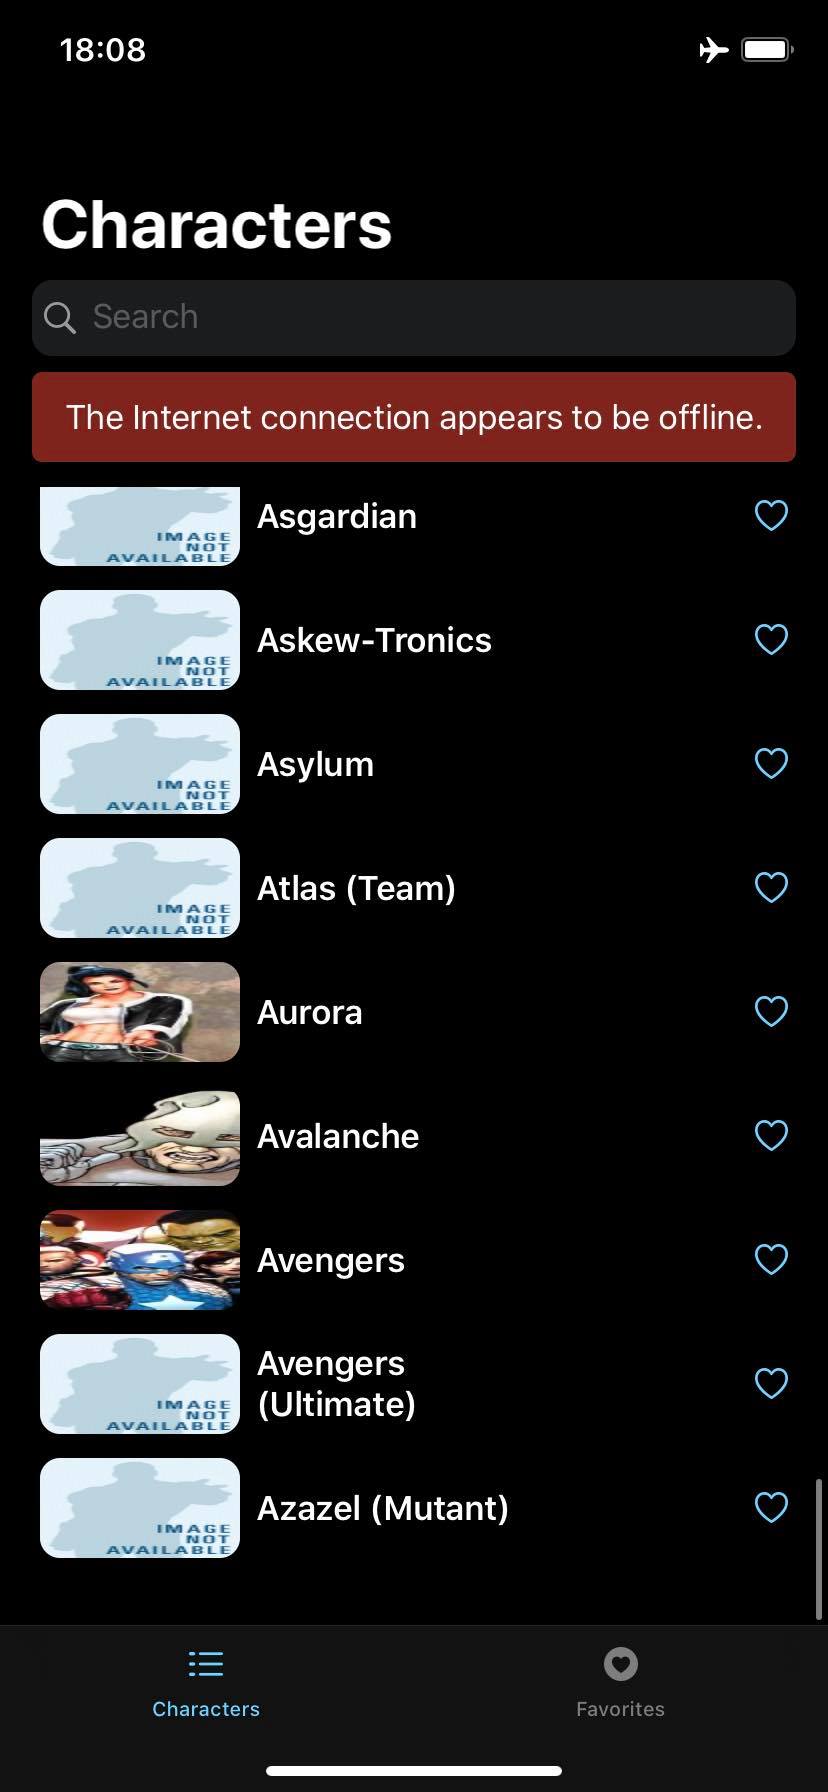 18:08
Characters
Search
The Internet connection appears to be offline.
IMAGE
NOT
AVAILABLE
Asgardian
IMAGE
NOT
AVAILABLE
Askew-Tronics
IMAGE
NOT
AVAILABLE
Asylum
IMAGE
NOT
AVAILABLE
Atlas (Team)
Aurora
Avalanche
A
Avengers
IMAGE
NOT
AVAILABLE
Avengers
(Ultimate)
IMAGE
NOT
AVAILABLE
Azazel (Mutant)
Characters
Favorites